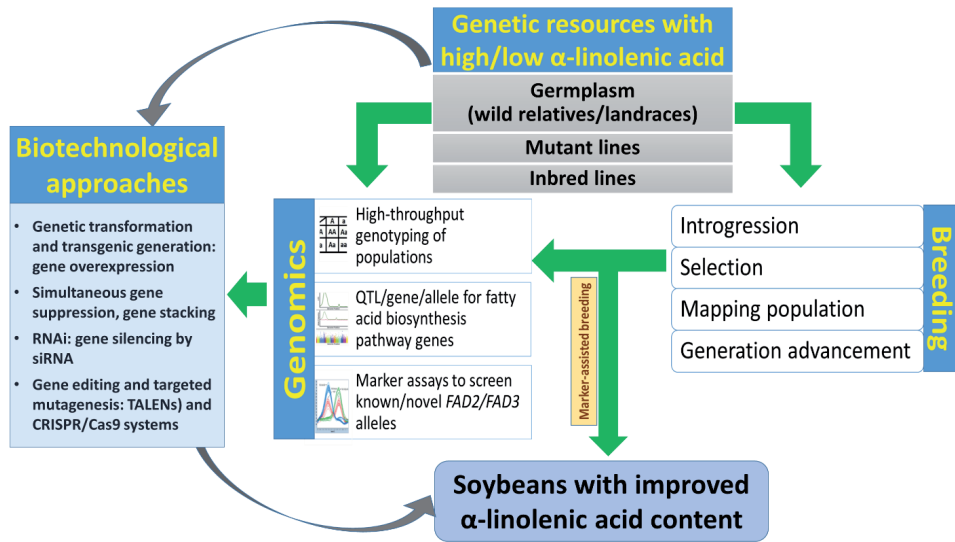 Genetic resources with
high/low α-linolenic acid
Germplasm
(wild relatives/landraces)
Mutant lines
Inbred lines
Biotechnological
approaches
• Genetic transformation
and transgenic generation:
gene overexpression
• Simultaneous gene
suppression, gene stacking
• RNAi: gene silencing by
siRNA
• Gene editing and targeted
mutagenesis: TALENs) and
CRISPR/Cas9 systems
Genomics
A a
A AA Aa
a Aa aa
High-throughput
genotyping of
populations
QTL/gene/allele for fatty
acid biosynthesis
pathway genes
Marker assays to screen
known/novel FAD2/FAD3
alleles
Marker-assisted breeding
Introgression
Selection
Mapping population
Generation advancement
Breeding
Soybeans with improved
α-linolenic acid content